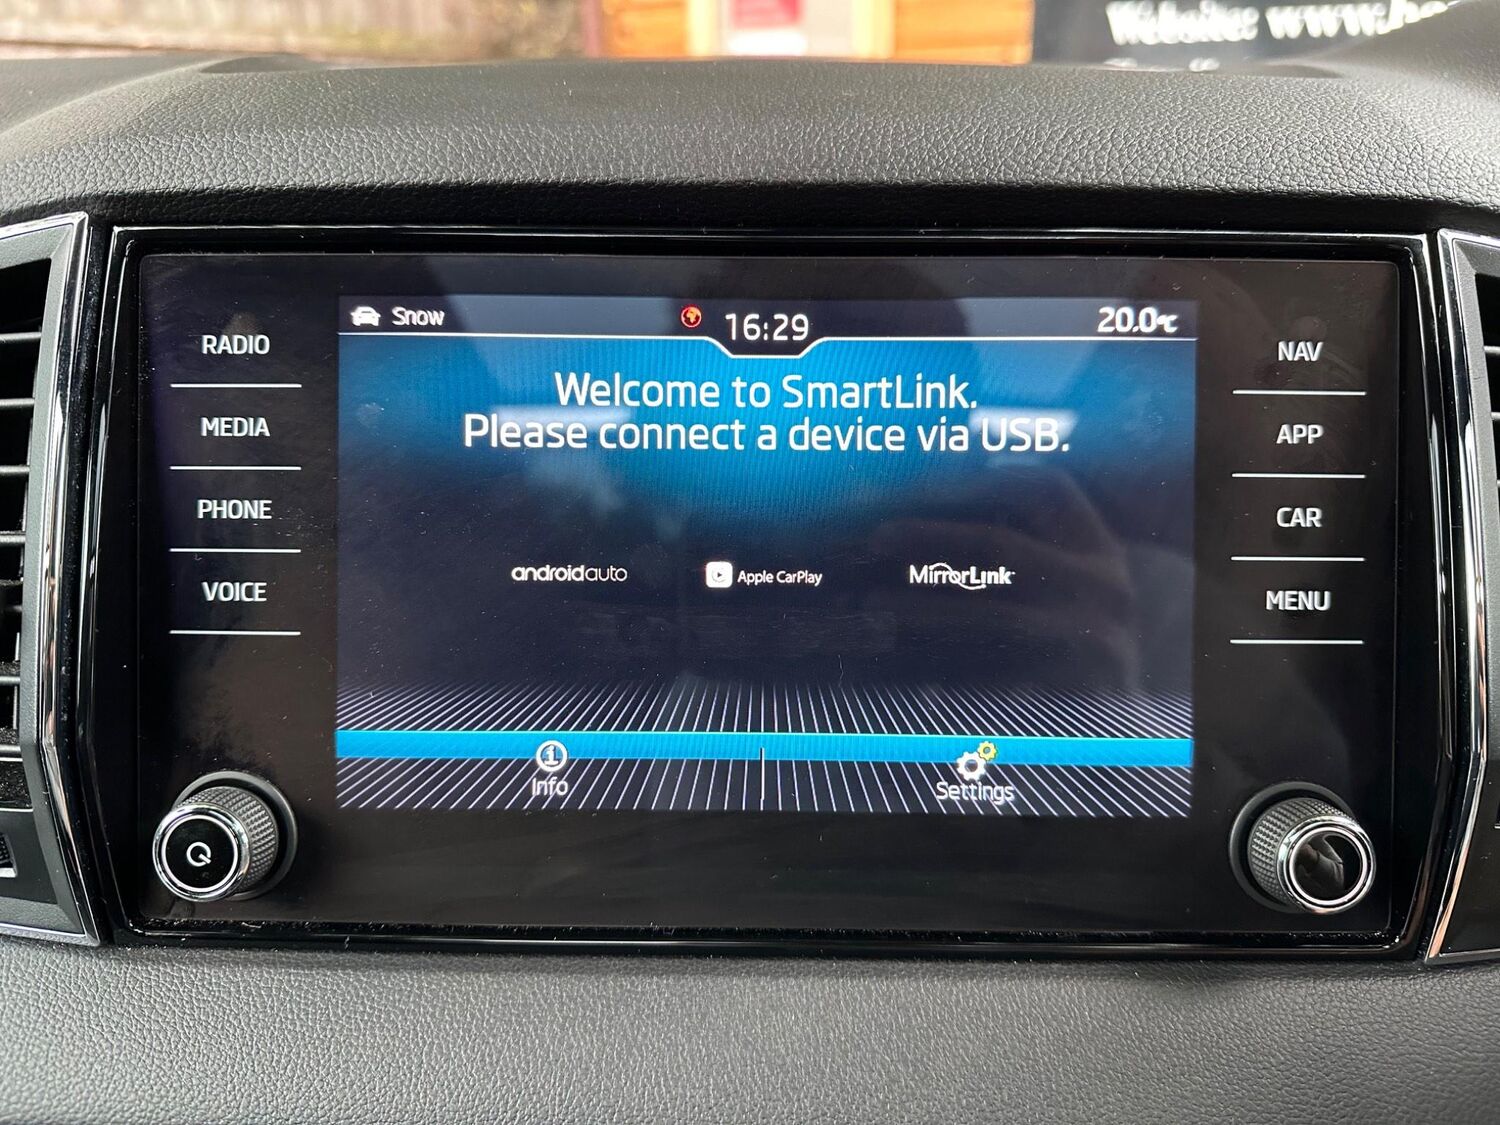 Website:
RADIO
MEDIA
PHONE
VOICE
Snow 16:29 20.0°C
Welcome to SmartLink.
Please connect a device via USB.
androidauto Apple CarPlay MirrorLink
Info Settings
NAV
APP
CAR
MENU